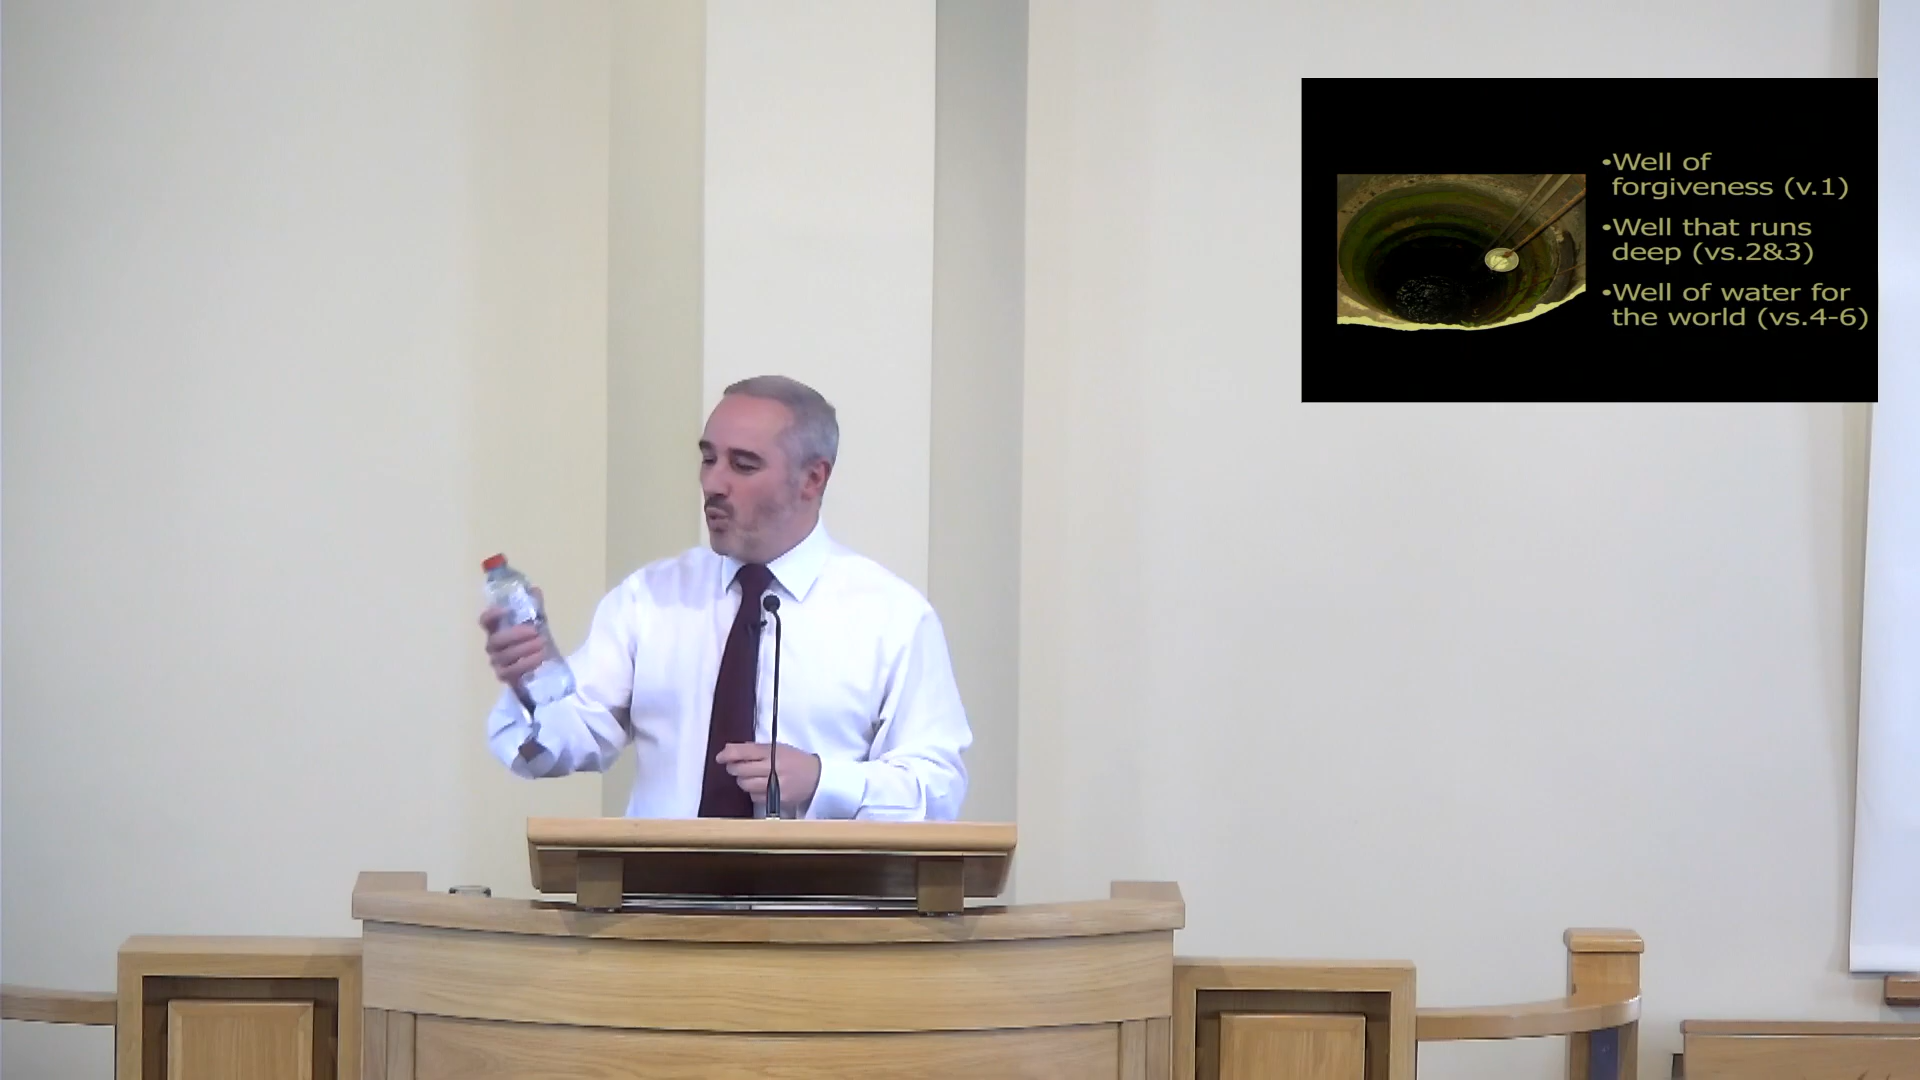 •Well of
forgiveness (v.1)
•Well that runs
deep (vs.2&3)
•Well of water for
the world (vs.4-6)